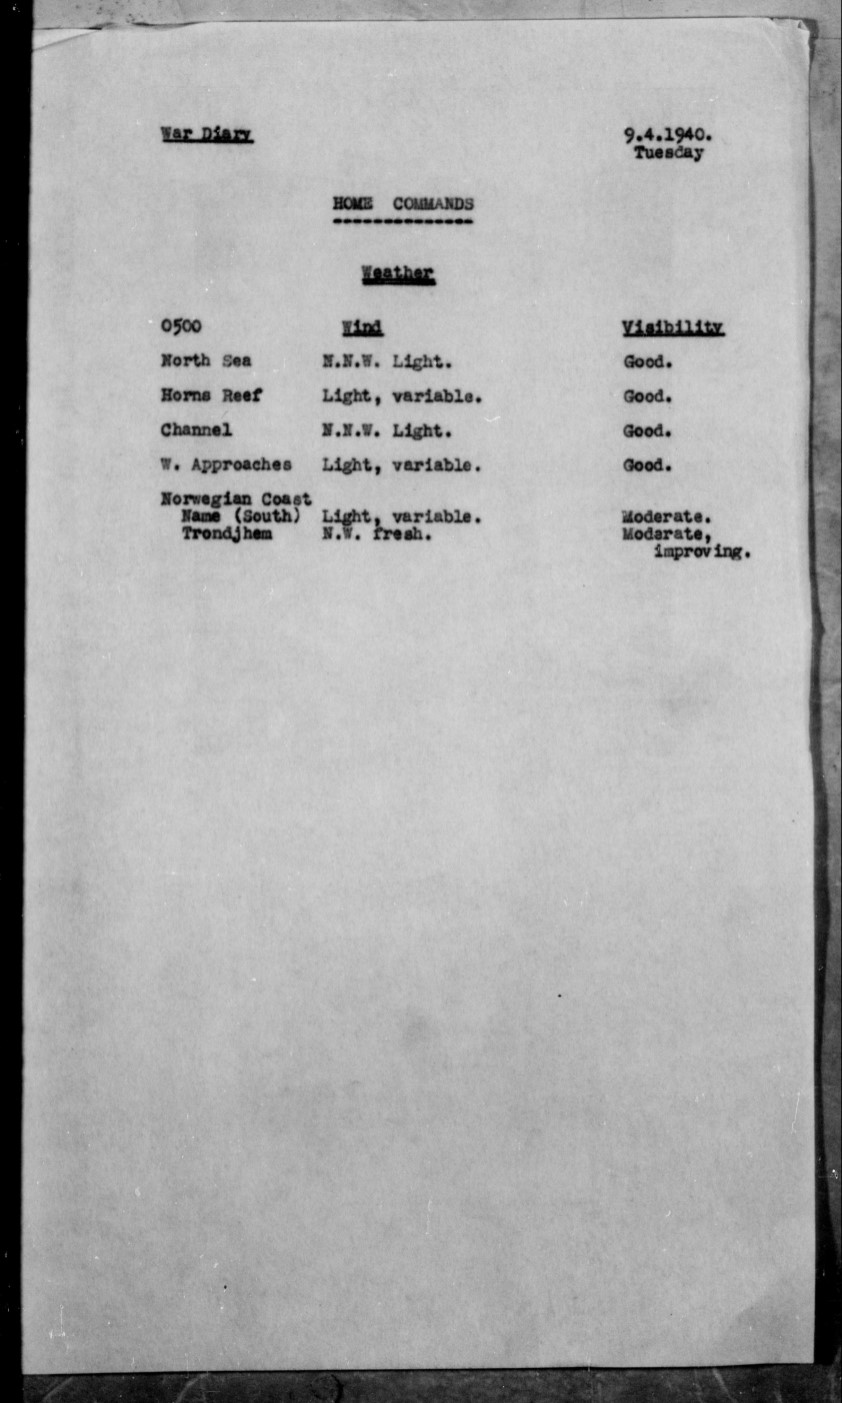 War Diary 9.4.1940.
Tuesday
HOME COMMANDS
Weather
0500 Wind Visibility
North Sea N.N.W. Light. Good.
Horns Reef Light, variable. Good.
Channel N.N.W. Light. Good.
W. Approaches Light, variable. Good.
Norwegian Coast
Name (South) Light, variable. Moderate.
Trondjhem N.W. fresh. Modarate,
improving.